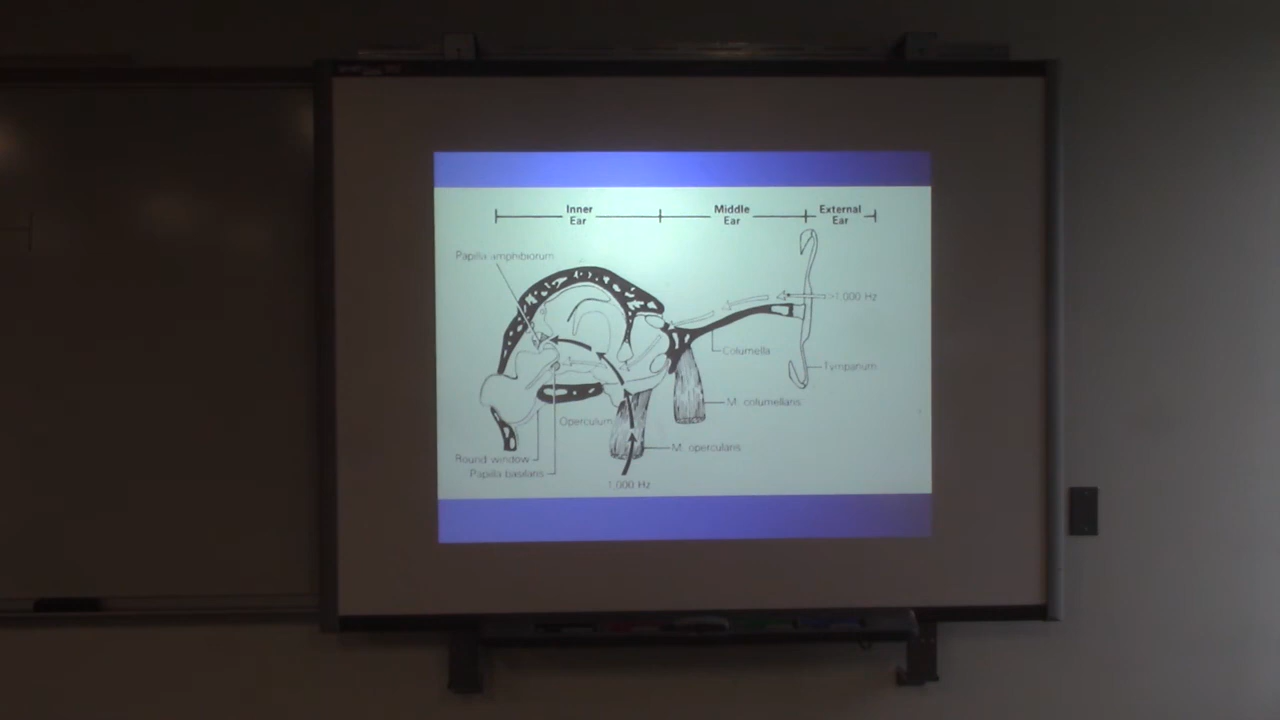 Inner
Ear
Middle
Ear
External
Ear
Papilla amphibiorum
>1,000 Hz
Columella
Tympanum
M. columellaris
Operculum
M. opercularis
Round window
Papilla basilaris
1,000 Hz